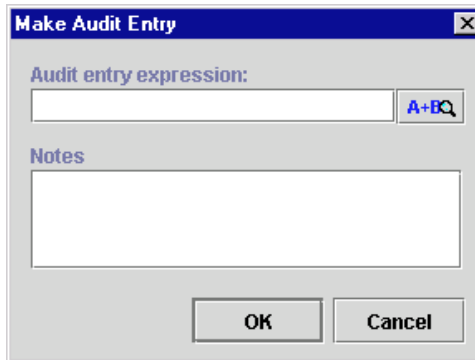 Make Audit Entry
Audit entry expression:
A+B
Notes
OK Cancel